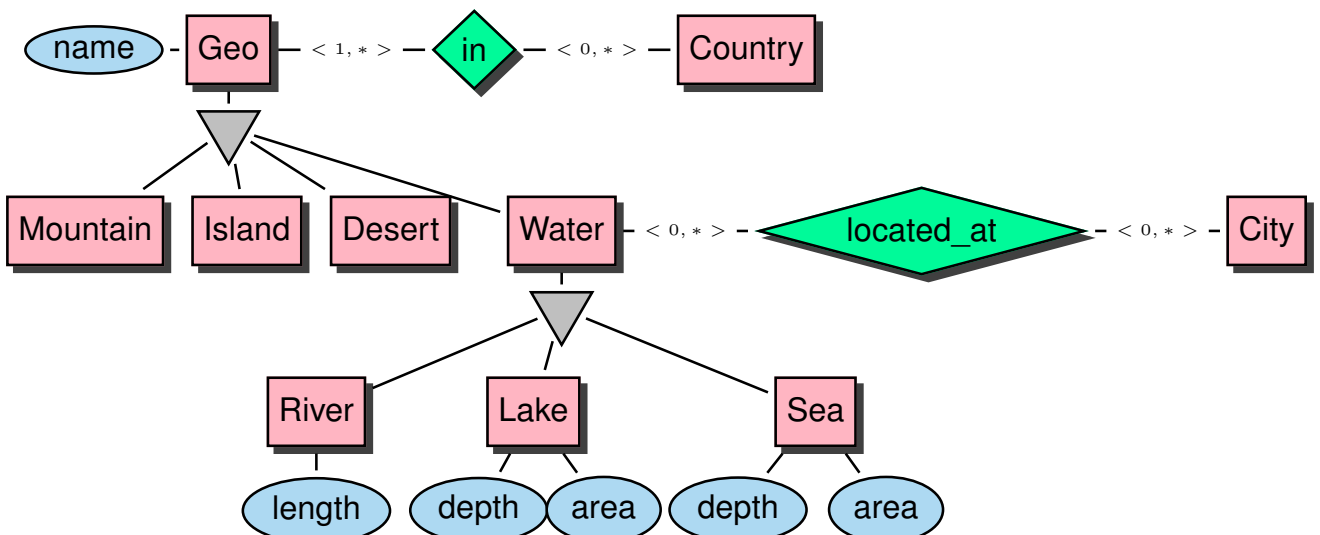 name Geo < 1, * > in < 0, * > Country
Mountain Island Desert Water < 0, * > located_at < 0, * > City
River Lake Sea
length depth area depth area